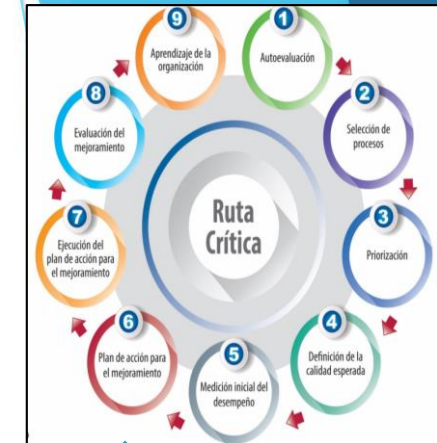 1
Autoevaluación
2
Selección de
procesos
3
Priorización
4
Definición de la
calidad esperada
5
Medición inicial del
desempeño
6
Plan de acción para
el mejoramiento
7
Ejecución del
plan de acción para
el mejoramiento
8
Evaluación del
mejoramiento
9
Aprendizaje de la
organización
Ruta
Crítica